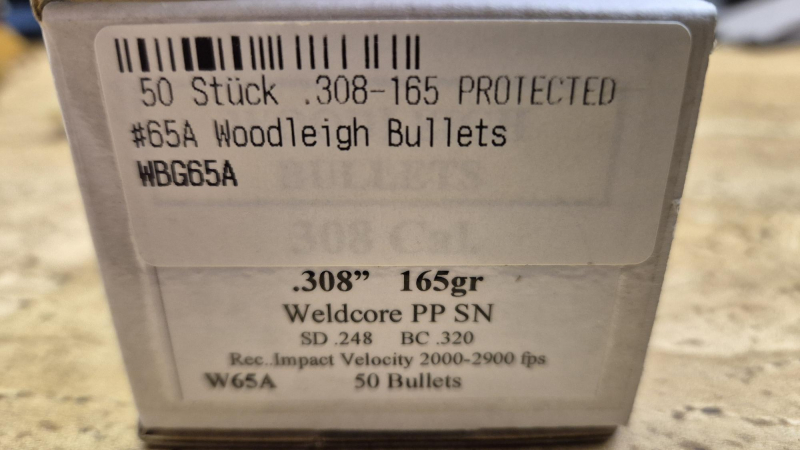 50 Stück .308-165 PROTECTED
#65A Woodleigh Bullets
WBG65A
BULLETS
308 Cal.
.308” 165gr
Weldcore PP SN
SD .248 BC .320
Rec..Impact Velocity 2000-2900 fps
W65A 50 Bullets